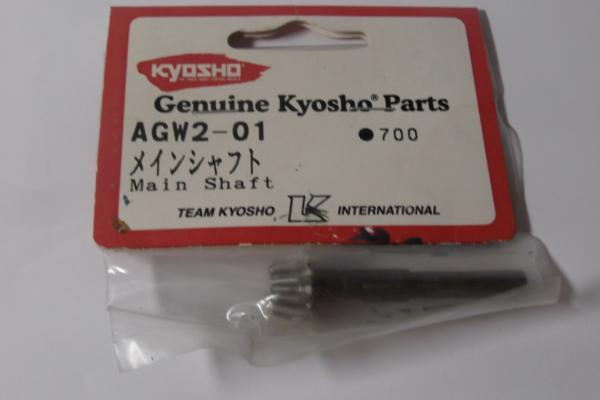 KYOSHO
Genuine Kyosho® Parts
AGW2-01 ●700
メインシャフト
Main Shaft
TEAM KYOSHO K INTERNATIONAL